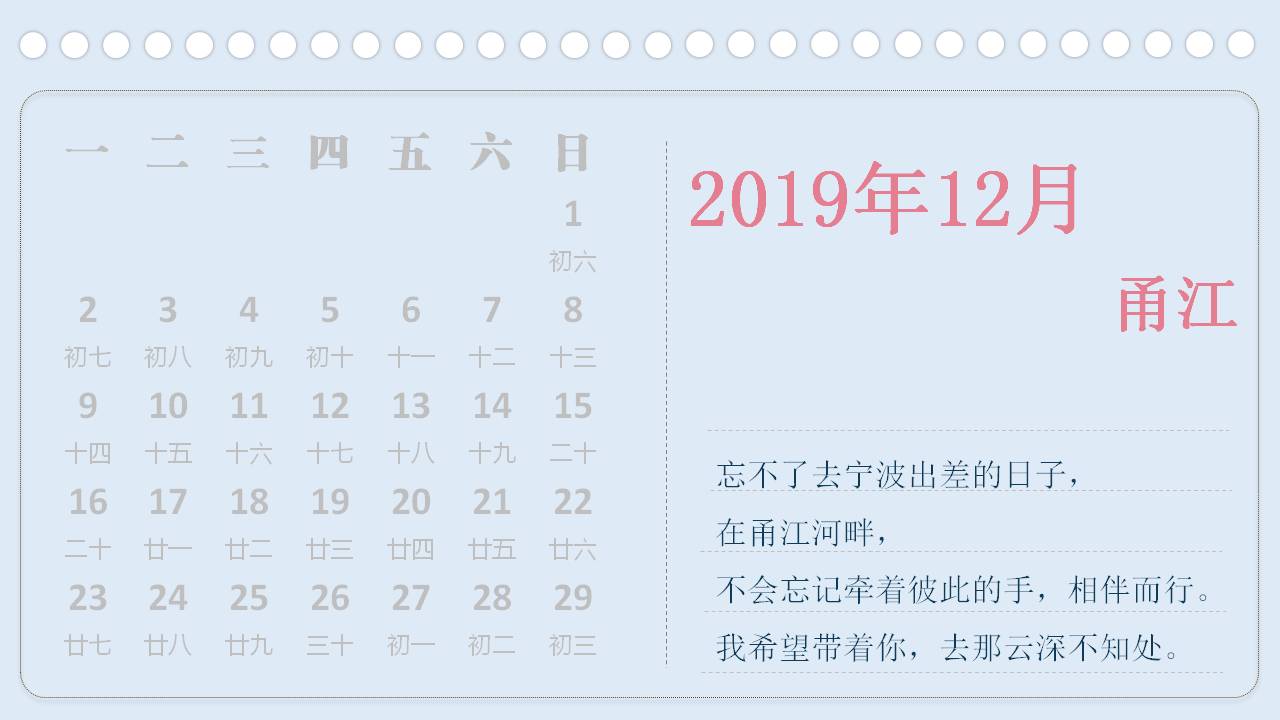 一 二 三 四 五 六 日
1
初六
2 3 4 5 6 7 8
初七 初八 初九 初十 十一 十二 十三
9 10 11 12 13 14 15
十四 十五 十六 十七 十八 十九 二十
16 17 18 19 20 21 22
二十 廿一 廿二 廿三 廿四 廿五 廿六
23 24 25 26 27 28 29
廿七 廿八 廿九 三十 初一 初二 初三
2019年12月
甬江
忘不了去宁波出差的日子，
在甬江河畔，
不会忘记牵着彼此的手，相伴而行。
我希望带着你，去那云深不知处。